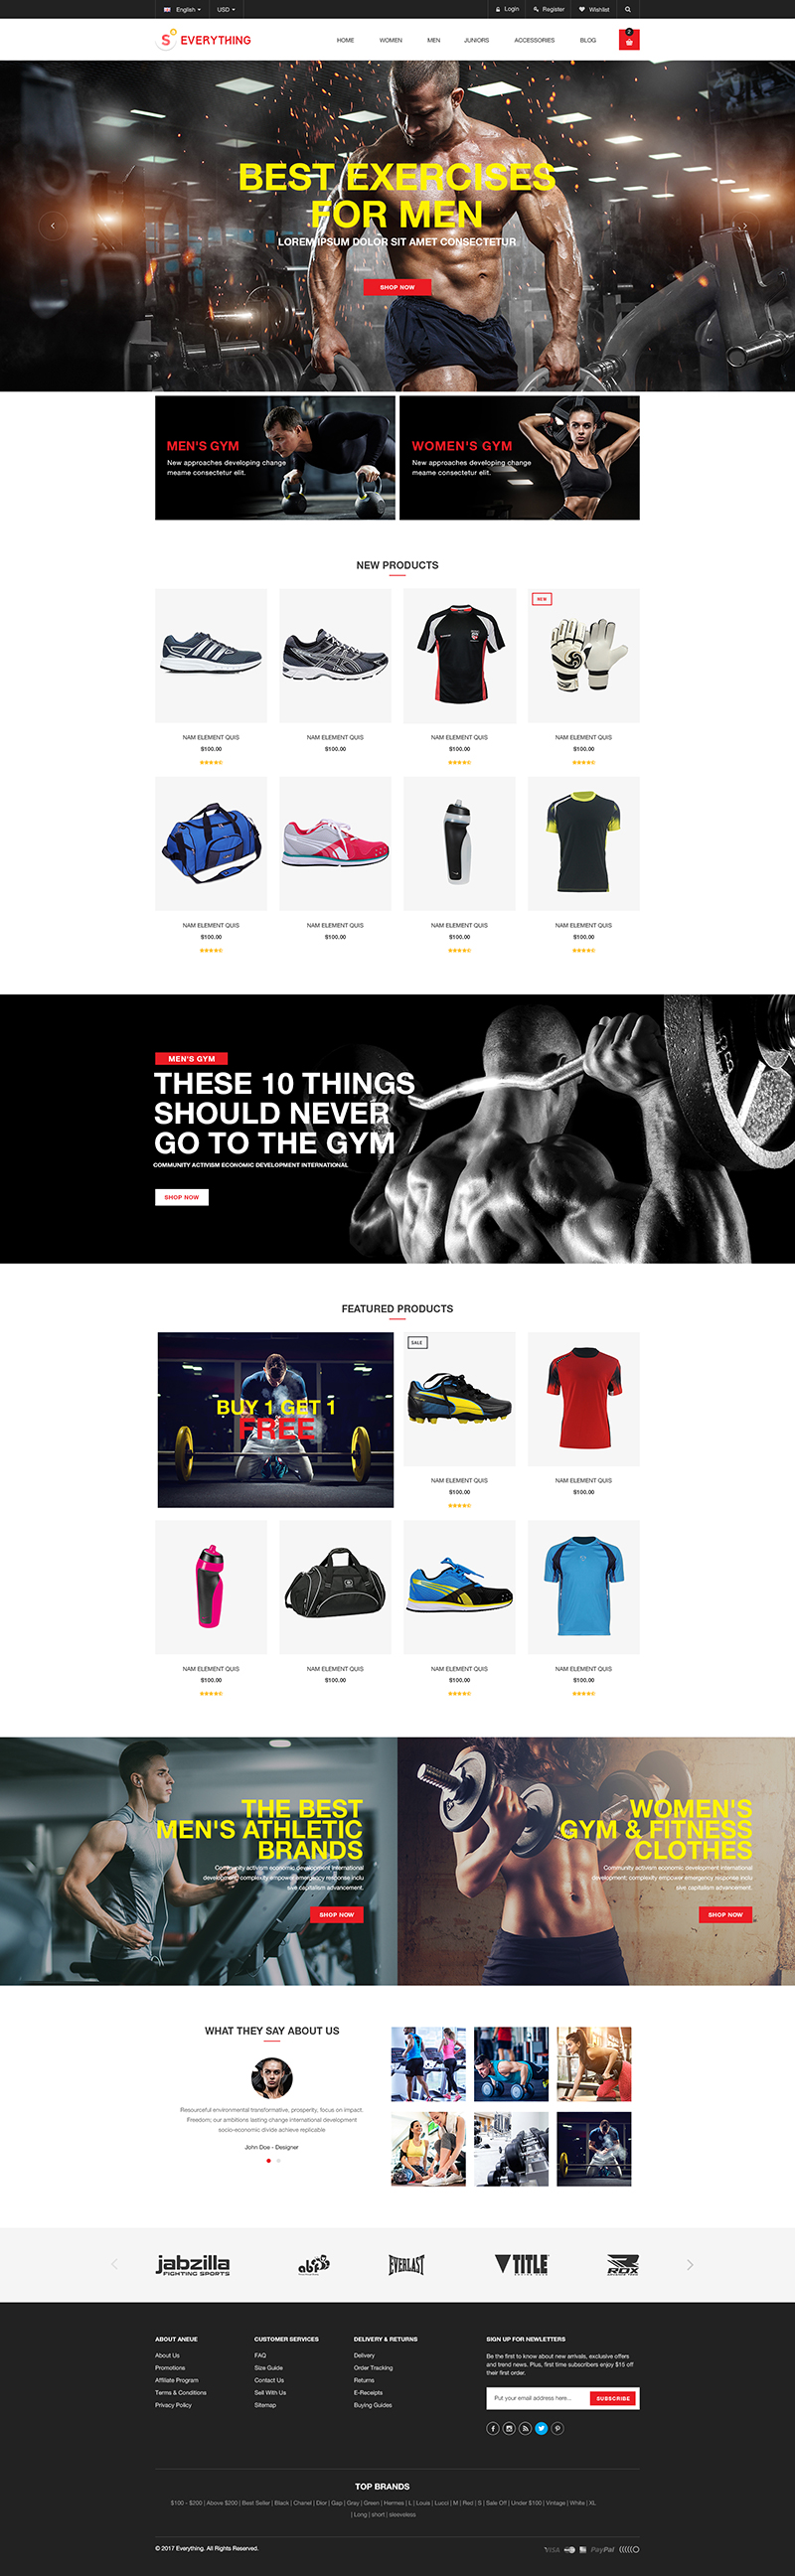 English
USD
Login
Register
Wishlist
S
EVERYTHING
HOME
WOMEN
MEN
JUNIORS
ACCESSORIES
BLOG
2
BEST EXERCISES
FOR MEN
LOREM IPSUM DOLOR SIT AMET CONSECTETUR
SHOP NOW
MEN'S GYM
New approaches developing change
meame consectetur elit.
WOMEN'S GYM
New approaches developing change
meame consectetur elit.
NEW PRODUCTS
NEW
NAM ELEMENT QUIS
$100.00
NAM ELEMENT QUIS
$100.00
NAM ELEMENT QUIS
$100.00
NAM ELEMENT QUIS
$100.00
NAM ELEMENT QUIS
$100.00
NAM ELEMENT QUIS
$100.00
NAM ELEMENT QUIS
$100.00
NAM ELEMENT QUIS
$100.00
MEN'S GYM
THESE 10 THINGS
SHOULD NEVER
GO TO THE GYM
COMMUNITY ACTIVISM ECONOMIC DEVELOPMENT INTERNATIONAL
SHOP NOW
FEATURED PRODUCTS
BUY 1 GET 1
FREE
SALE
NAM ELEMENT QUIS
$100.00
NAM ELEMENT QUIS
$100.00
NAM ELEMENT QUIS
$100.00
NAM ELEMENT QUIS
$100.00
NAM ELEMENT QUIS
$100.00
NAM ELEMENT QUIS
$100.00
THE BEST
MEN'S ATHLETIC
BRANDS
Community activism economic development international
development; complexity empower emergency response inclu
sive capitalism advancement.
SHOP NOW
WOMEN'S
GYM & FITNESS
CLOTHES
Community activism economic development international
development; complexity empower emergency response inclu
sive capitalism advancement.
SHOP NOW
WHAT THEY SAY ABOUT US
Resourceful environmental transformative, prosperity, focus on impact.
Freedom; our ambitions lasting change international development
socio-economic divide achieve replicable
John Doe - Designer
jabzilla
FIGHTING SPORTS
abf
EVERLAST
TITLE
RDX
ABOUT ANEUE
About Us
Promotions
Affiliate Program
Terms & Conditions
Privacy Policy
CUSTOMER SERVICES
FAQ
Size Guide
Contact Us
Sell With Us
Sitemap
DELIVERY & RETURNS
Delivery
Order Tracking
Returns
E-Receipts
Buying Guides
SIGN UP FOR NEWLETTERS
Be the first to know about new arrivals, exclusive offers
and trend news. Plus, first time subscribers enjoy $15 off
their first order.
Put your email address here...
SUBSCRIBE
TOP BRANDS
$100 - $200 | Above $200 | Best Seller | Black | Chanel | Dior | Gap | Gray | Green | Hermes | L | Louis | Lucci | M | Red | S | Sale Off | Under $100 | Vintage | White | XL
| Long | short | sleeveless
© 2017 Everything. All Rights Reserved.
VISA
PayPal